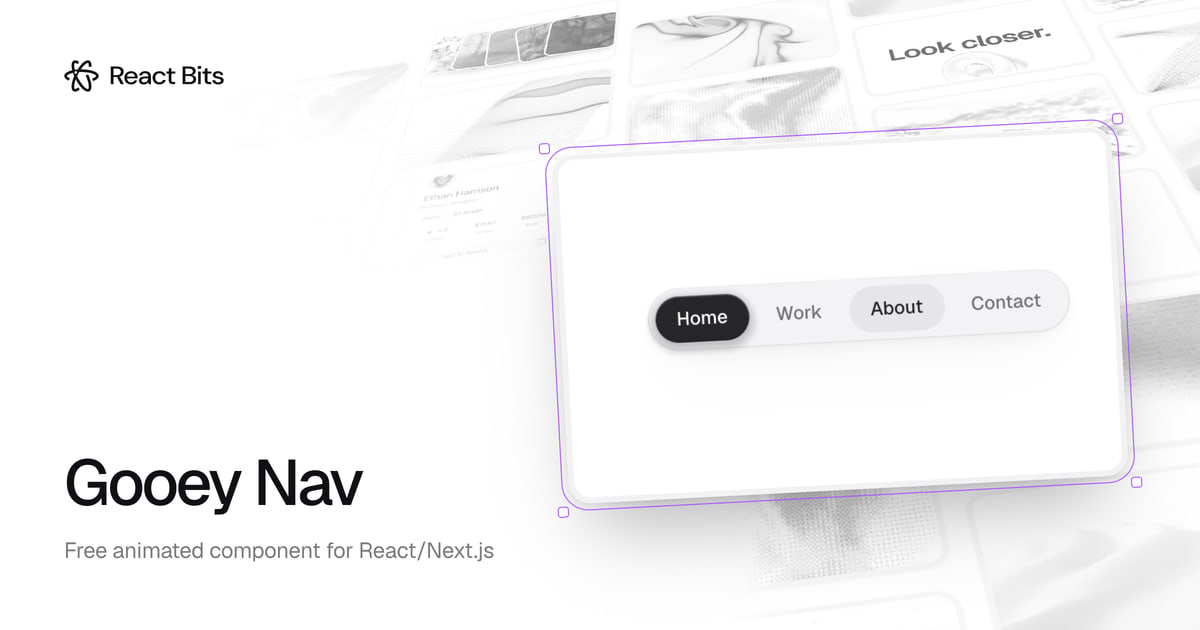 React Bits
Look closer.
Ethan Harrison
Home
Work
About
Contact
Gooey Nav
Free animated component for React/Next.js